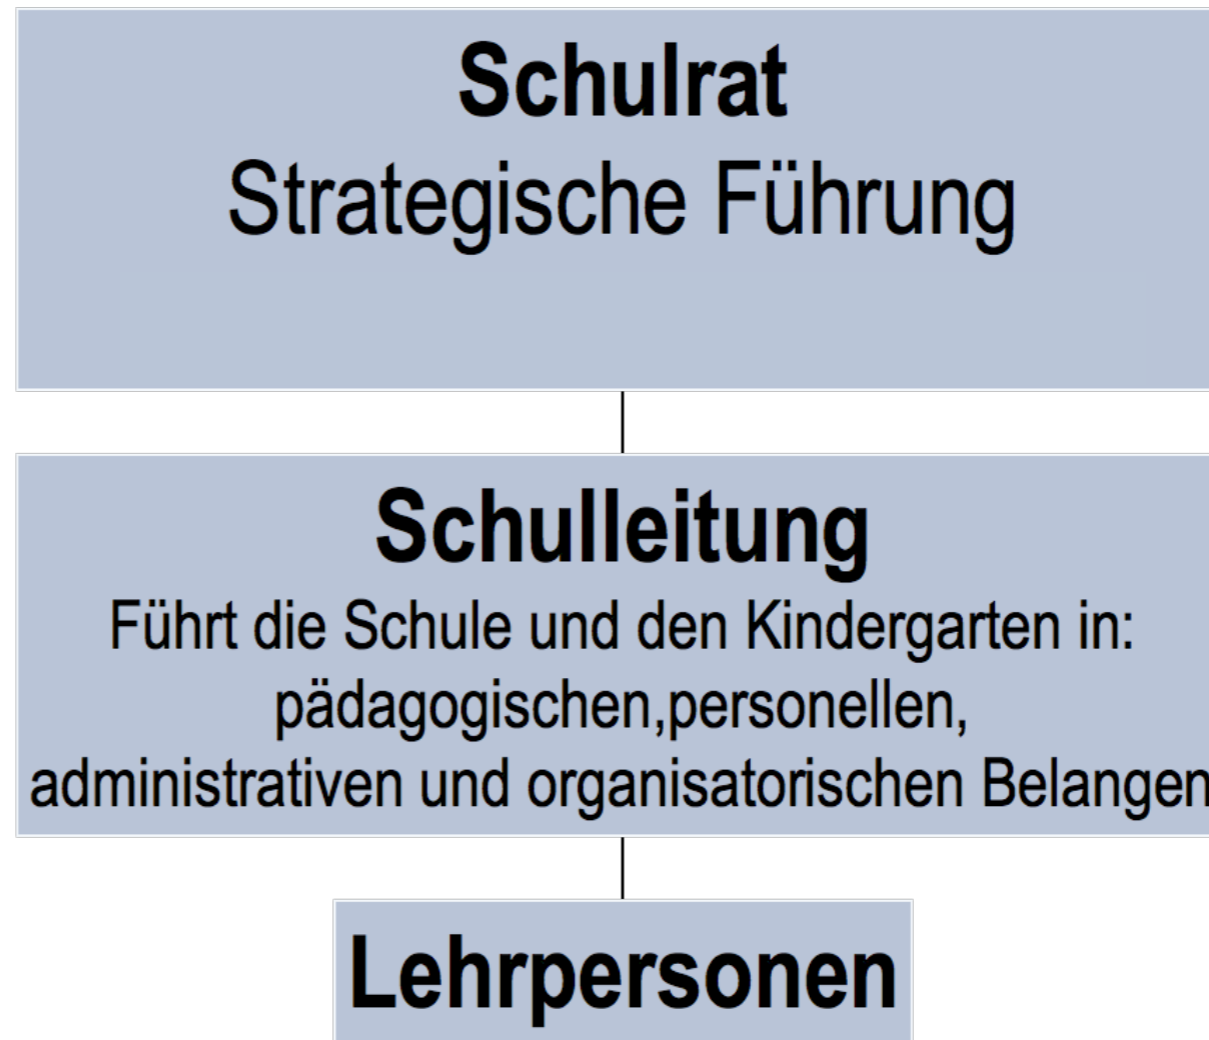 Schulrat
Strategische Führung
Schulleitung
Führt die Schule und den Kindergarten in:
pädagogischen,personellen,
administrativen und organisatorischen Belangen
Lehrpersonen